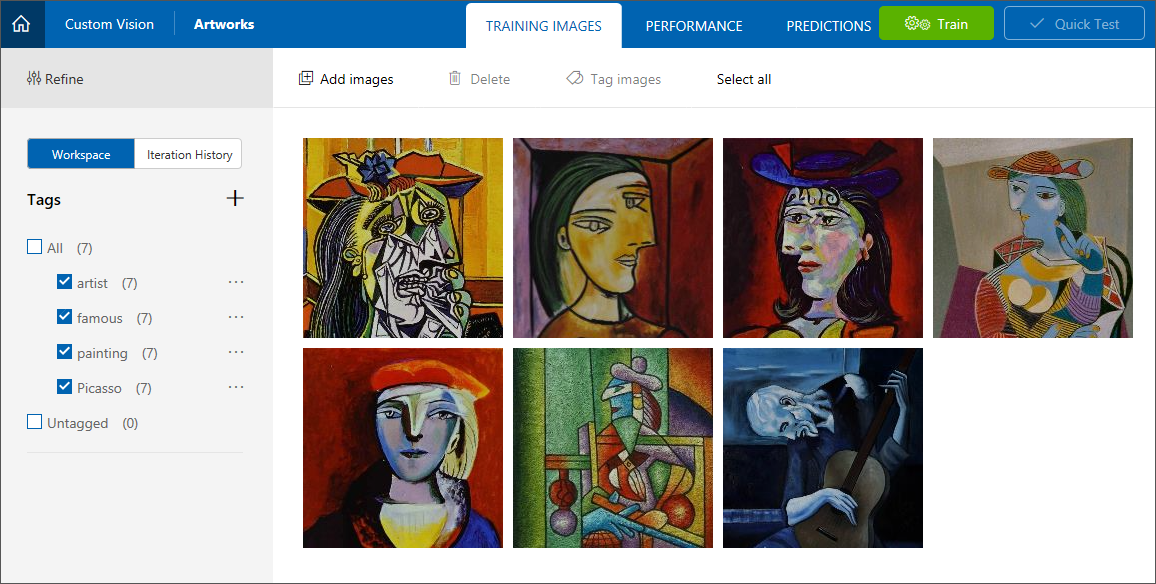 Custom Vision Artworks TRAINING IMAGES PERFORMANCE PREDICTIONS Train Quick Test
Refine Add images Delete Tag images Select all
Workspace Iteration History
Tags
All (7)
artist (7)
famous (7)
painting (7)
Picasso (7)
Untagged (0)